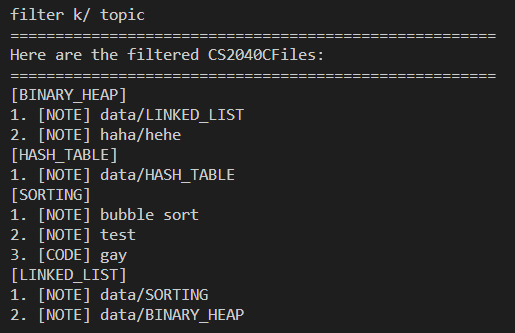 filter k/ topic
======================================================
Here are the filtered CS2040CFiles:
======================================================
[BINARY_HEAP]
1. [NOTE] data/LINKED_LIST
2. [NOTE] haha/hehe
[HASH_TABLE]
1. [NOTE] data/HASH_TABLE
[SORTING]
1. [NOTE] bubble sort
2. [NOTE] test
3. [CODE] gay
[LINKED_LIST]
1. [NOTE] data/SORTING
2. [NOTE] data/BINARY_HEAP